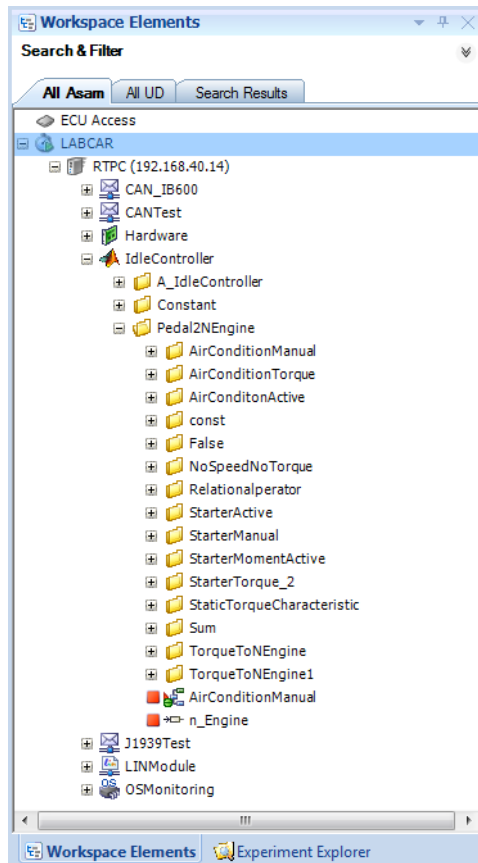 Workspace Elements
Search & Filter
All Asam All UD Search Results
ECU Access
LABCAR
RTPC (192.168.40.14)
CAN_IB600
CANTest
Hardware
IdleController
A_IdleController
Constant
Pedal2NEngine
AirConditionManual
AirConditionTorque
AirConditonActive
const
False
NoSpeedNoTorque
Relationalperator
StarterActive
StarterManual
StarterMomentActive
StarterTorque_2
StaticTorqueCharacteristic
Sum
TorqueToNEngine
TorqueToNEngine1
AirConditionManual
n_Engine
J1939Test
LINModule
OSMonitoring
Workspace Elements Experiment Explorer